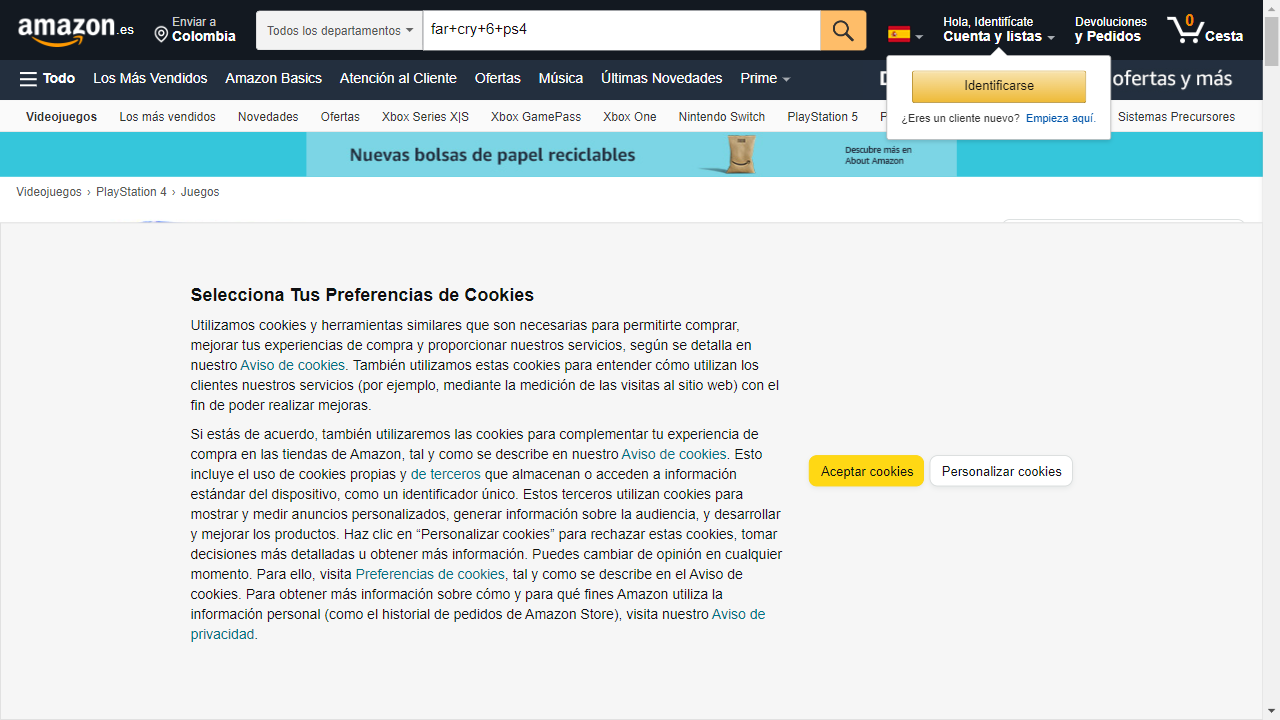 amazon.es
Enviar a
Colombia
Todos los departamentos
far+cry+6+ps4
Hola, Identifícate
Cuenta y listas
Devoluciones
y Pedidos
0
Cesta
Todo
Los Más Vendidos
Amazon Basics
Atención al Cliente
Ofertas
Música
Últimas Novedades
Prime
ofertas y más
Identificarse
¿Eres un cliente nuevo? Empieza aquí.
Videojuegos
Los más vendidos
Novedades
Ofertas
Xbox Series X|S
Xbox GamePass
Xbox One
Nintendo Switch
PlayStation 5
Sistemas Precursores
Nuevas bolsas de papel reciclables
Descubre más en
About Amazon
Videojuegos › PlayStation 4 › Juegos
Selecciona Tus Preferencias de Cookies
Utilizamos cookies y herramientas similares que son necesarias para permitirte comprar,
mejorar tus experiencias de compra y proporcionar nuestros servicios, según se detalla en
nuestro Aviso de cookies. También utilizamos estas cookies para entender cómo utilizan los
clientes nuestros servicios (por ejemplo, mediante la medición de las visitas al sitio web) con el
fin de poder realizar mejoras.
Si estás de acuerdo, también utilizaremos las cookies para complementar tu experiencia de
compra en las tiendas de Amazon, tal y como se describe en nuestro Aviso de cookies. Esto
incluye el uso de cookies propias y de terceros que almacenan o acceden a información
estándar del dispositivo, como un identificador único. Estos terceros utilizan cookies para
mostrar y medir anuncios personalizados, generar información sobre la audiencia, y desarrollar
y mejorar los productos. Haz clic en “Personalizar cookies” para rechazar estas cookies, tomar
decisiones más detalladas u obtener más información. Puedes cambiar de opinión en cualquier
momento. Para ello, visita Preferencias de cookies, tal y como se describe en el Aviso de
cookies. Para obtener más información sobre cómo y para qué fines Amazon utiliza la
información personal (como el historial de pedidos de Amazon Store), visita nuestro Aviso de
privacidad.
Aceptar cookies
Personalizar cookies